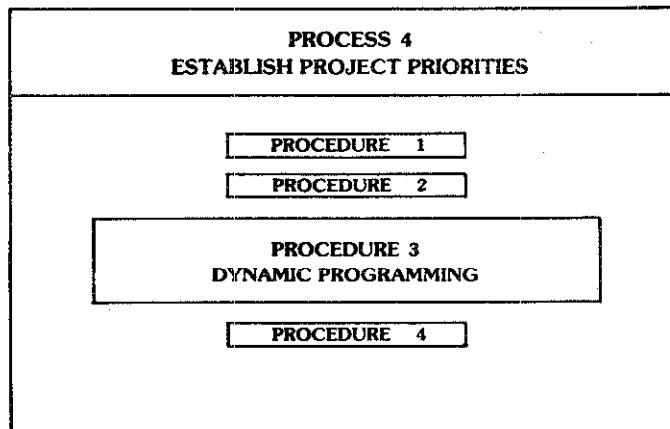 PROCESS 4
ESTABLISH PROJECT PRIORITIES
PROCEDURE 1
PROCEDURE 2
PROCEDURE 3
DYNAMIC PROGRAMMING
PROCEDURE 4